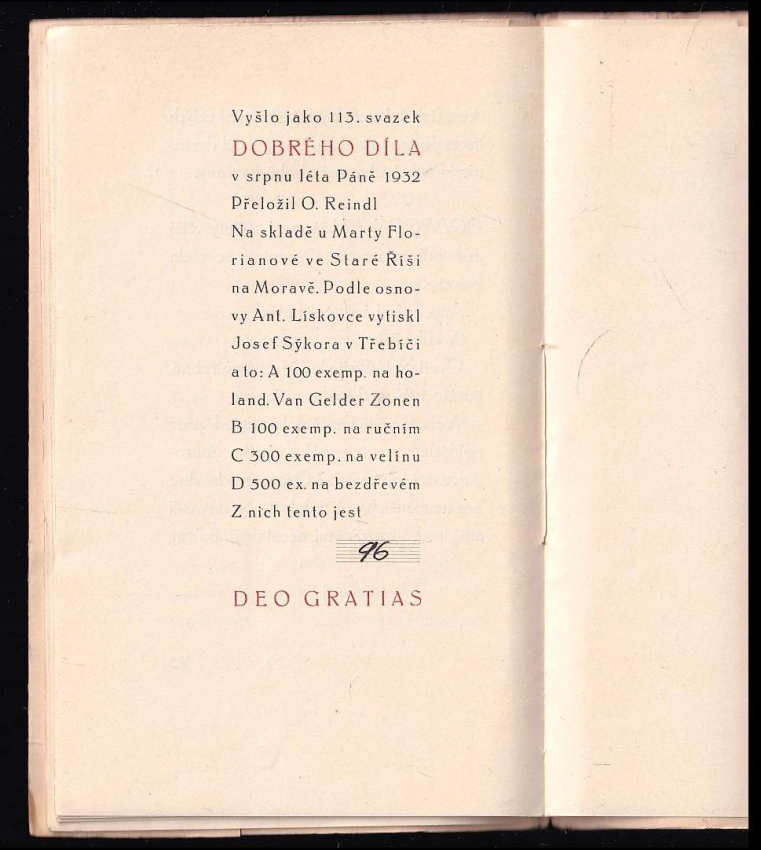 Vyšlo jako 113. svazek
DOBRÉHO DÍLA
v srpnu léta Páně 1932
Přeložil O. Reindl
Na skladě u Marty Flo-
rianové ve Staré Říši
na Moravě. Podle osno-
vy Ant. Lískovce vytiskl
Josef Sýkora v Třebíči
a to: A 100 exemp. na ho-
land. Van Gelder Zonen
B 100 exemp. na ručním
C 300 exemp. na velínu
D 500 ex. na bezdřevém
Z nich tento jest
96
DEO GRATIAS